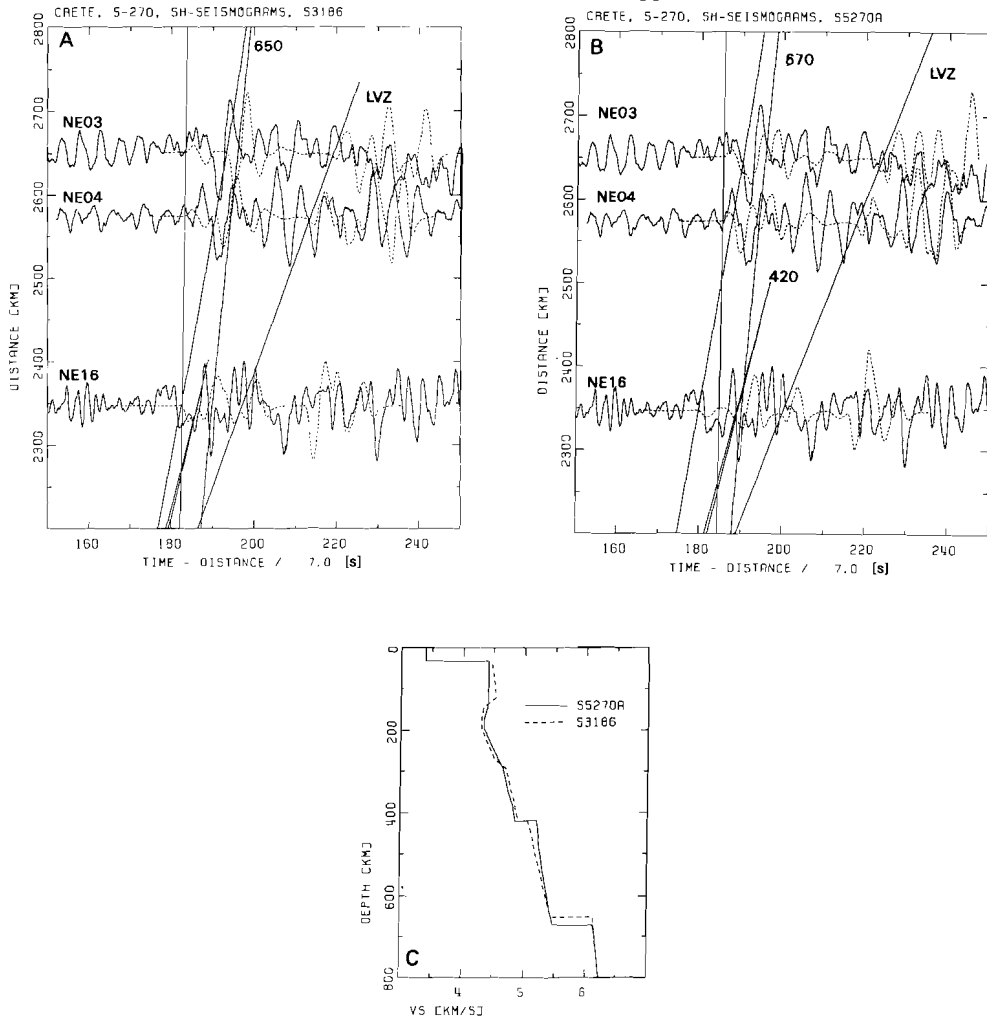 CRETE, S-270, SH-SEISMOGRAMS, S3186
A
650
LVZ
NE03
NE04
NE16
2800
2700
2600
2500
2400
2300
DISTANCE [KM]
160 180 200 220 240
TIME - DISTANCE / 7.0 [s]
CRETE, S-270, SH-SEISMOGRAMS, S5270A
B
670
LVZ
NE03
NE04
420
NE16
2800
2700
2600
2500
2400
2300
DISTANCE [KM]
160 180 200 220 240
TIME - DISTANCE / 7.0 [s]
0
200
400
600
800
DEPTH [KM]
S5270A
S3186
C
4 5 6
VS [KM/S]